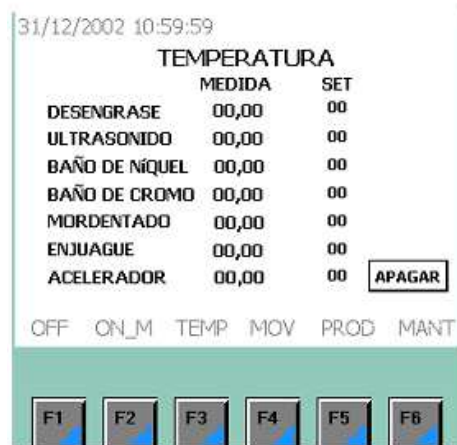 31/12/2002 10:59:59
TEMPERATURA
MEDIDA SET
DESENGRASE 00,00 00
ULTRASONIDO 00,00 00
BAÑO DE NíQUEL 00,00 00
BAÑO DE CROMO 00,00 00
MORDENTADO 00,00 00
ENJUAGUE 00,00 00
ACELERADOR 00,00 00 APAGAR
OFF ON_M TEMP MOV PROD MANT
F1 F2 F3 F4 F5 F6